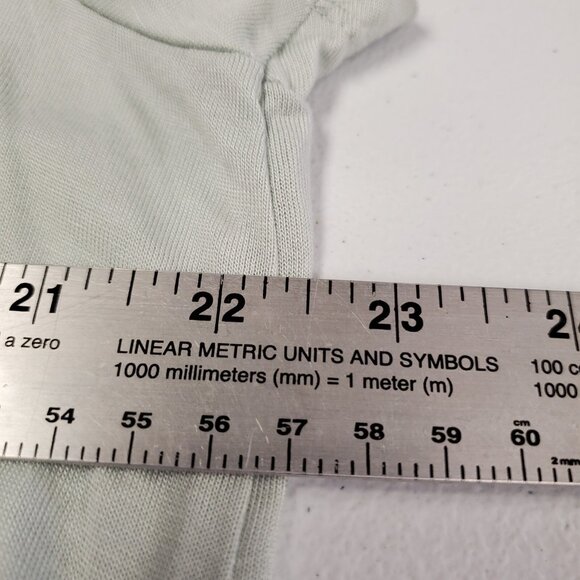 21 22 23
a zero LINEAR METRIC UNITS AND SYMBOLS 100 c
1000 millimeters (mm) = 1 meter (m) 1000
cm
54 55 56 57 58 59 60
2mm